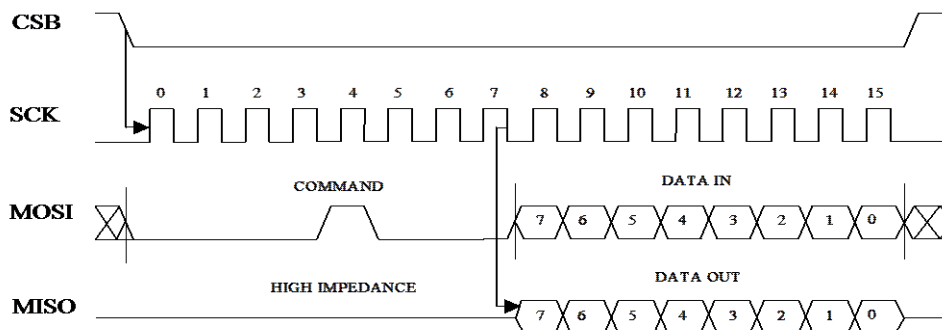 CSB
0 1 2 3 4 5 6 7 8 9 10 11 12 13 14 15
SCK
COMMAND DATA IN
MOSI 7 6 5 4 3 2 1 0
HIGH IMPEDANCE DATA OUT
MISO 7 6 5 4 3 2 1 0